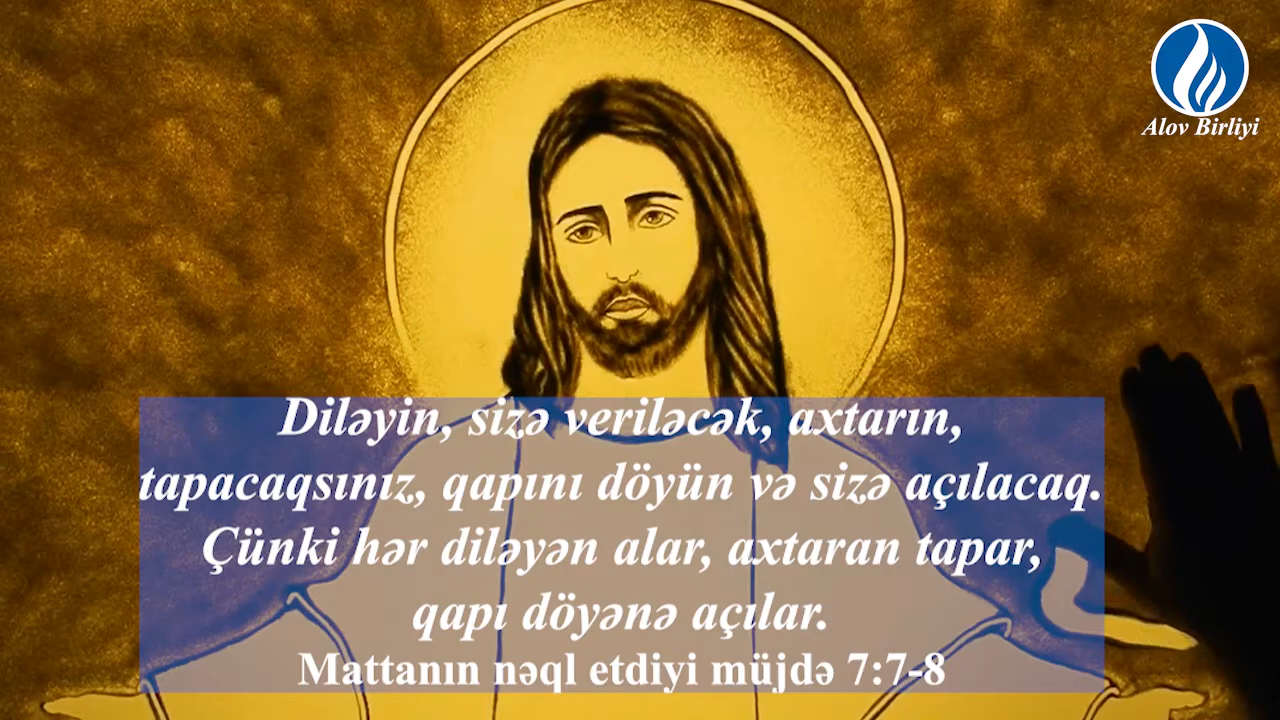 Alov Birliyi
Diləyin, sizə veriləcək, axtarın,
tapacaqsınız, qapını döyün və sizə açılacaq.
Çünki hər diləyən alar, axtaran tapar,
qapı döyənə açılar.
Mattanın nəql etdiyi müjdə 7:7-8